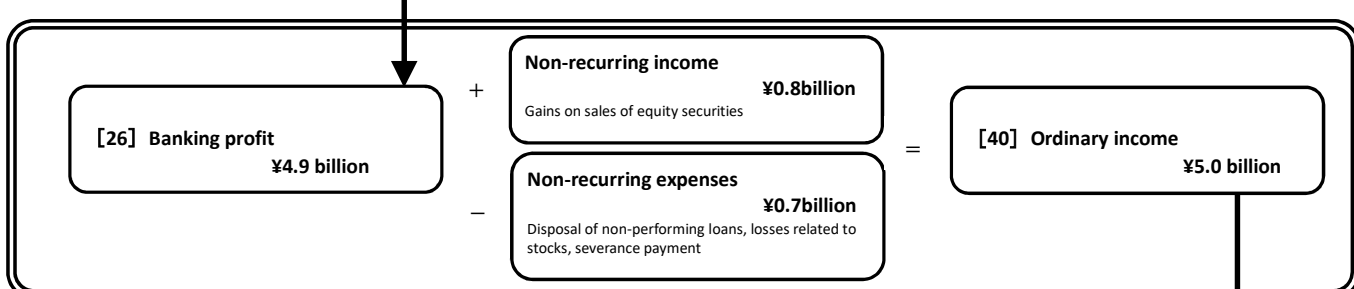 [26] Banking profit
¥4.9 billion
+
Non-recurring income
¥0.8billion
Gains on sales of equity securities
−
Non-recurring expenses
¥0.7billion
Disposal of non-performing loans, losses related to
stocks, severance payment
=
[40] Ordinary income
¥5.0 billion